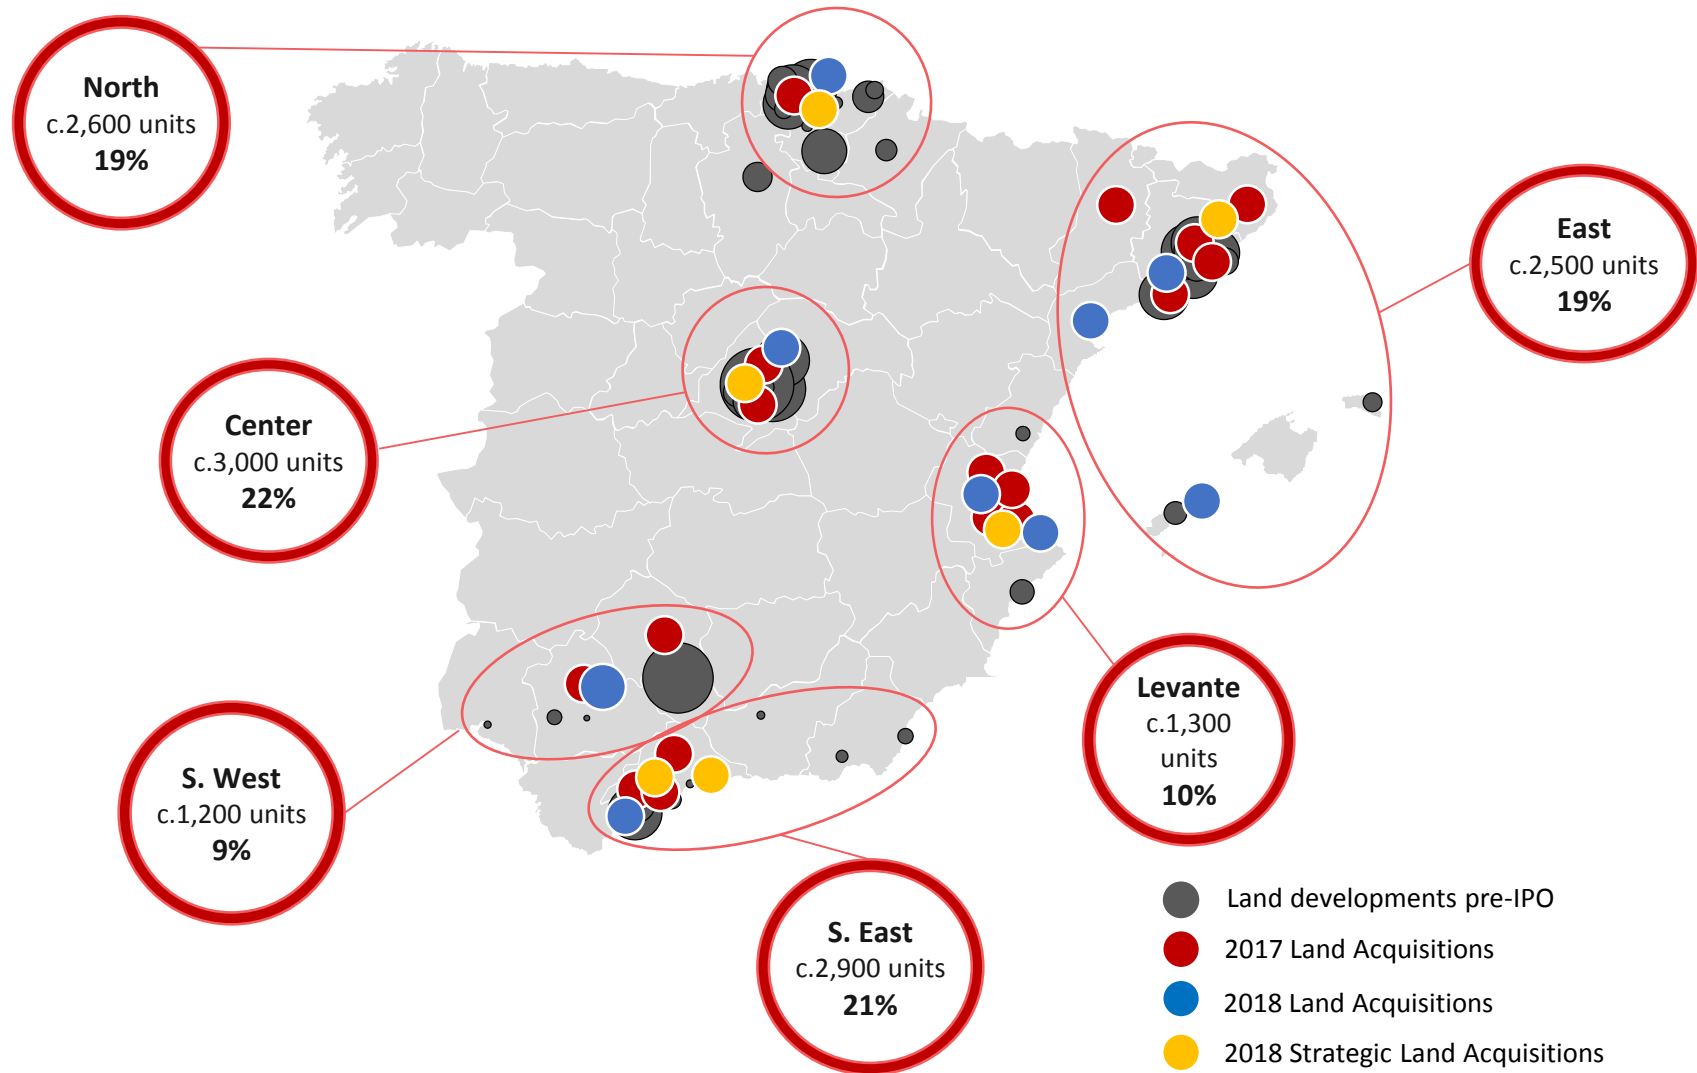 North
c.2,600 units
19%
East
c.2,500 units
19%
Center
c.3,000 units
22%
Levante
c.1,300
units
10%
S. West
c.1,200 units
9%
S. East
c.2,900 units
21%
Land developments pre-IPO
2017 Land Acquisitions
2018 Land Acquisitions
2018 Strategic Land Acquisitions